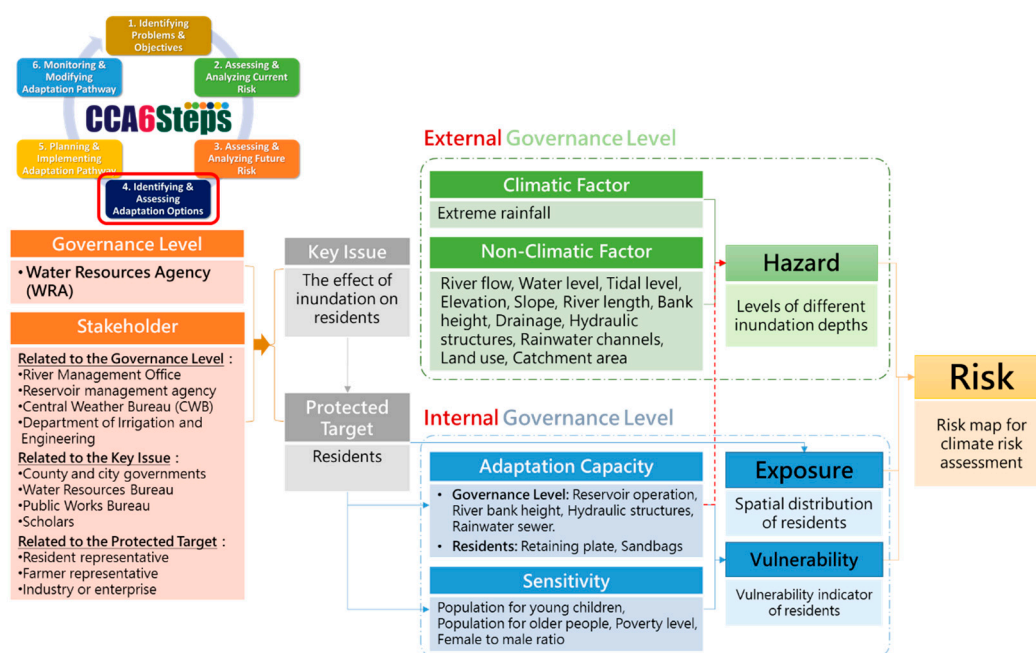 1. Identifying
Problems &
Objectives
6. Monitoring &
Modifying
Adaptation Pathway
2. Assessing &
Analyzing Current
Risk
CCA6Steps
5. Planning &
Implementing
Adaptation Pathway
3. Assessing &
Analyzing Future
Risk
4. Identifying &
Assessing
Adaptation Options
Governance Level
•Water Resources Agency
(WRA)
Stakeholder
Related to the Governance Level：
•River Management Office
•Reservoir management agency
•Central Weather Bureau (CWB)
•Department of Irrigation and
Engineering
Related to the Key Issue：
•County and city governments
•Water Resources Bureau
•Public Works Bureau
•Scholars
Related to the Protected Target：
•Resident representative
•Farmer representative
•Industry or enterprise
Key Issue
The effect of
inundation on
residents
Protected
Target
Residents
External Governance Level
Climatic Factor
Extreme rainfall
Non-Climatic Factor
River flow, Water level, Tidal level,
Elevation, Slope, River length, Bank
height, Drainage, Hydraulic
structures, Rainwater channels,
Land use, Catchment area
Hazard
Levels of different
inundation depths
Internal Governance Level
Adaptation Capacity
• Governance Level: Reservoir operation,
River bank height, Hydraulic structures,
Rainwater sewer.
• Residents: Retaining plate, Sandbags
Sensitivity
Population for young children,
Population for older people, Poverty level,
Female to male ratio
Exposure
Spatial distribution
of residents
Vulnerability
Vulnerability indicator
of residents
Risk
Risk map for
climate risk
assessment